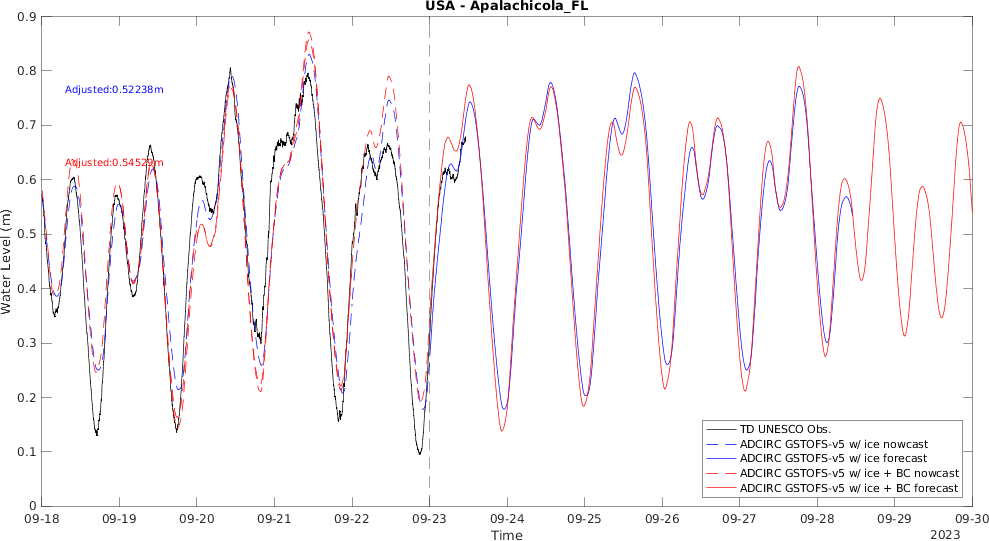 USA - Apalachicola_FL
0.9
0.8
0.7
0.6
0.5
0.4
0.3
0.2
0.1
0
Water Level (m)
Adjusted:0.52238m
Adjusted:0.54529m
TD UNESCO Obs.
ADCIRC GSTOFS-v5 w/ ice nowcast
ADCIRC GSTOFS-v5 w/ ice forecast
ADCIRC GSTOFS-v5 w/ ice + BC nowcast
ADCIRC GSTOFS-v5 w/ ice + BC forecast
09-18 09-19 09-20 09-21 09-22 09-23 09-24 09-25 09-26 09-27 09-28 09-29 09-30
Time
2023